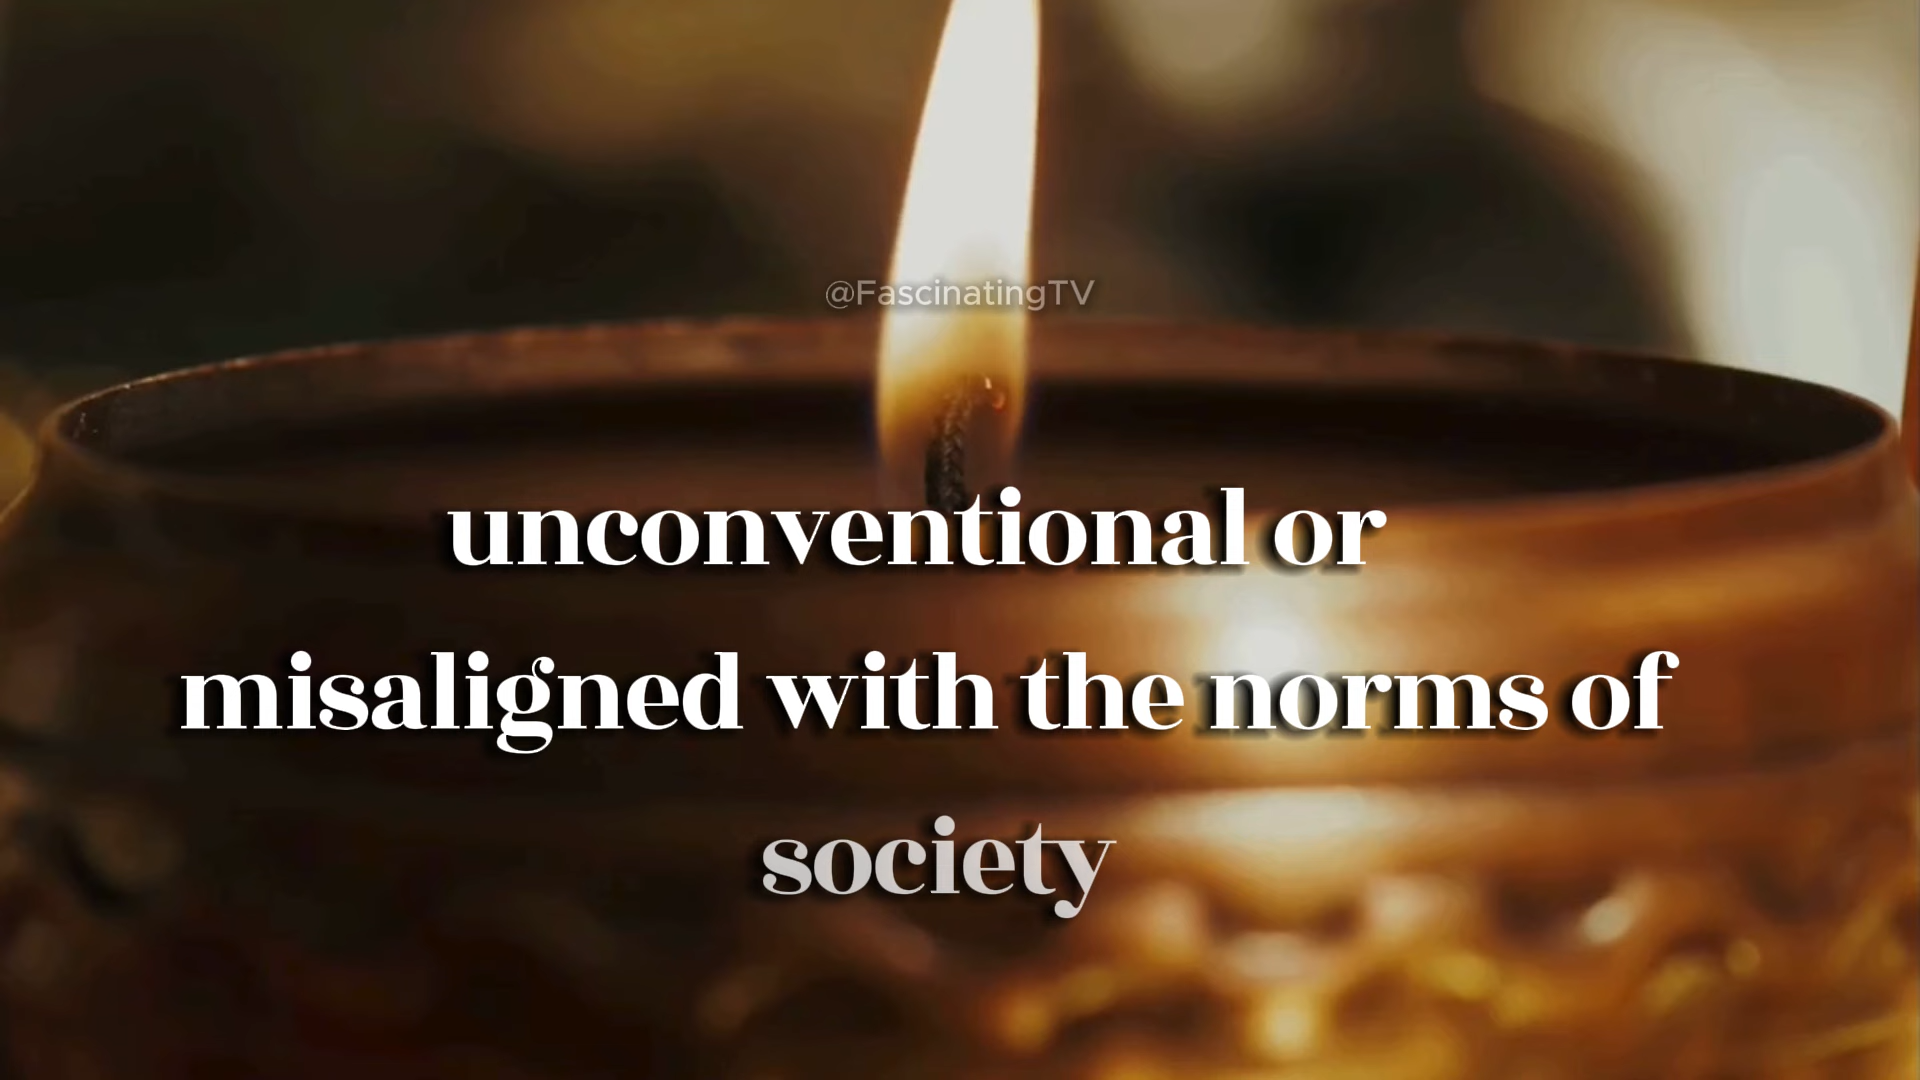 @FascinatingTV
unconventional or
misaligned with the norms of
society